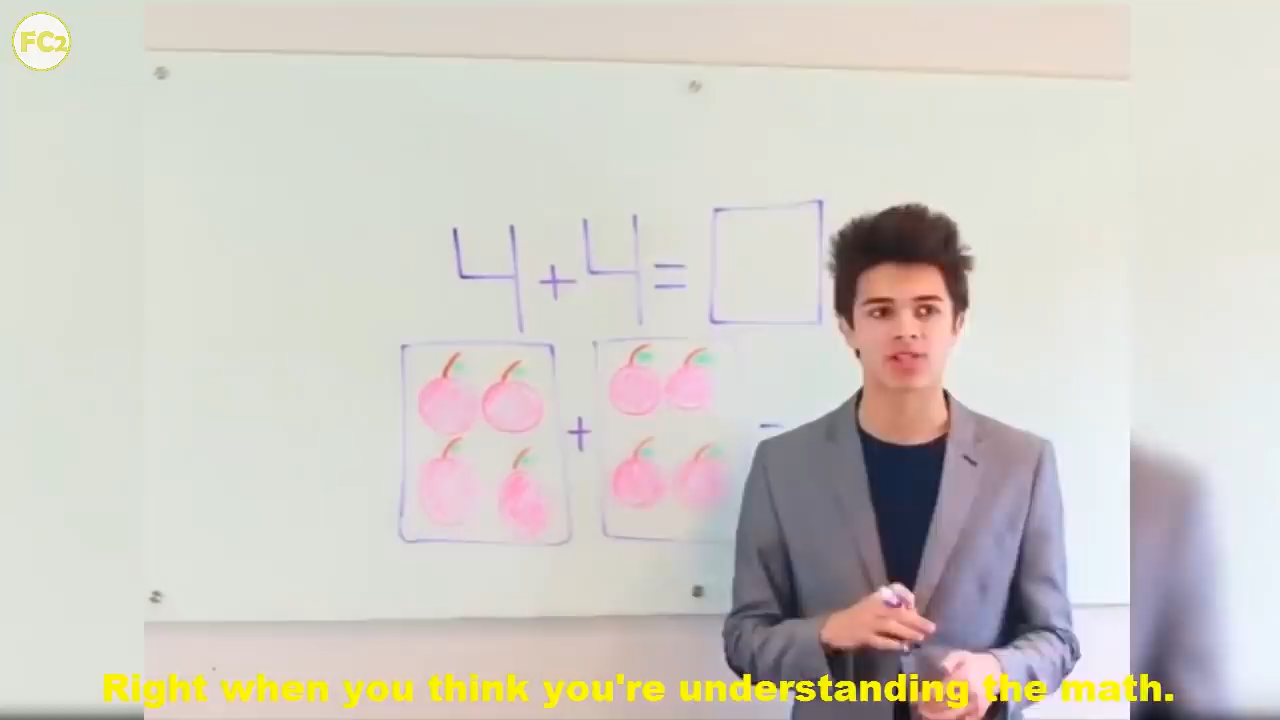 FC2
4 + 4 =
+
Right when you think you're understanding the math.